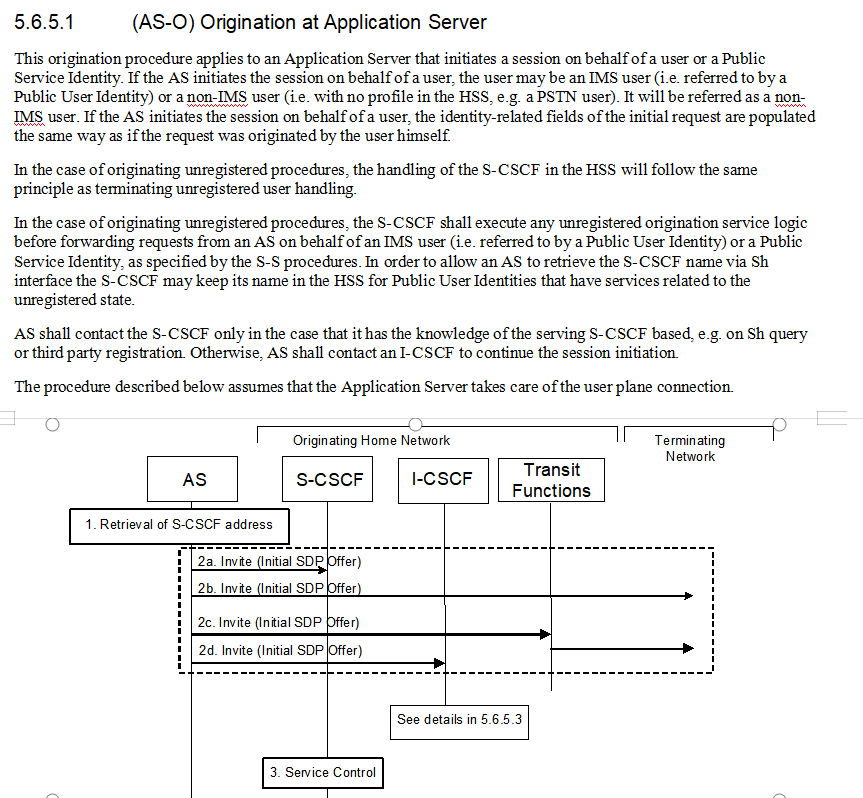 5.6.5.1 (AS-O) Origination at Application Server
This origination procedure applies to an Application Server that initiates a session on behalf of a user or a Public
Service Identity. If the AS initiates the session on behalf of a user, the user may be an IMS user (i.e. referred to by a
Public User Identity) or a non-IMS user (i.e. with no profile in the HSS, e.g. a PSTN user). It will be referred as a non-
IMS user. If the AS initiates the session on behalf of a user, the identity-related fields of the initial request are populated
the same way as if the request was originated by the user himself.
In the case of originating unregistered procedures, the handling of the S-CSCF in the HSS will follow the same
principle as terminating unregistered user handling.
In the case of originating unregistered procedures, the S-CSCF shall execute any unregistered origination service logic
before forwarding requests from an AS on behalf of an IMS user (i.e. referred to by a Public User Identity) or a Public
Service Identity, as specified by the S-S procedures. In order to allow an AS to retrieve the S-CSCF name via Sh
interface the S-CSCF may keep its name in the HSS for Public User Identities that have services related to the
unregistered state.
AS shall contact the S-CSCF only in the case that it has the knowledge of the serving S-CSCF based, e.g. on Sh query
or third party registration. Otherwise, AS shall contact an I-CSCF to continue the session initiation.
The procedure described below assumes that the Application Server takes care of the user plane connection.
Originating Home Network
Terminating
Network
AS
S-CSCF
I-CSCF
Transit
Functions
1. Retrieval of S-CSCF address
2a. Invite (Initial SDP Offer)
2b. Invite (Initial SDP Offer)
2c. Invite (Initial SDP Offer)
2d. Invite (Initial SDP Offer)
See details in 5.6.5.3
3. Service Control